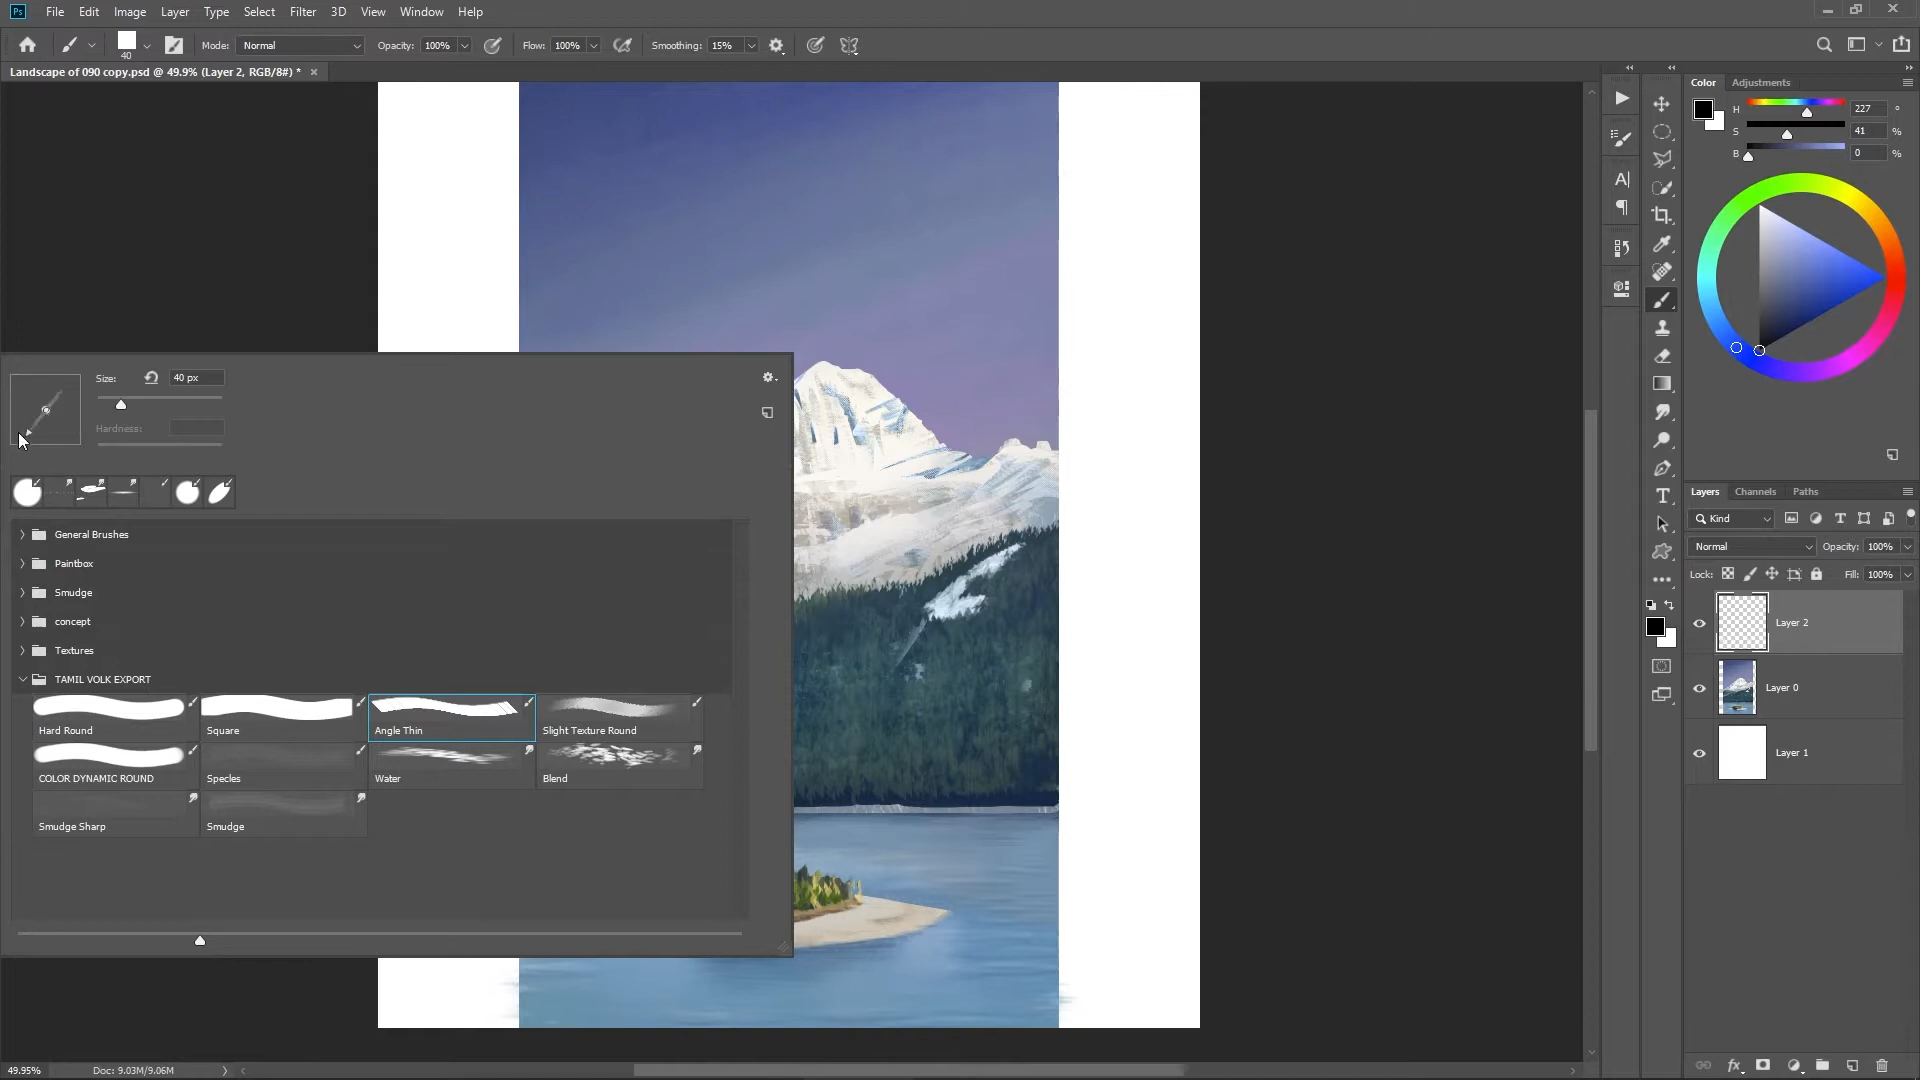 Ps File Edit Image Layer Type Select Filter 3D View Window Help
40 Mode: Normal Opacity: 100% Flow: 100% Smoothing: 15%
Landscape of 090 copy.psd @ 49.9% (Layer 2, RGB/8#) *
Color Adjustments
H 227 °
S 41 %
B 0 %
Size: 40 px
Hardness:
General Brushes
Paintbox
Smudge
concept
Textures
TAMIL VOLK EXPORT
Hard Round Square Angle Thin Slight Texture Round
COLOR DYNAMIC ROUND Specles Water Blend
Smudge Sharp Smudge
Layers Channels Paths
Kind
Normal Opacity: 100%
Lock: Fill: 100%
Layer 2
Layer 0
Layer 1
49.95% Doc: 9.03M/9.06M